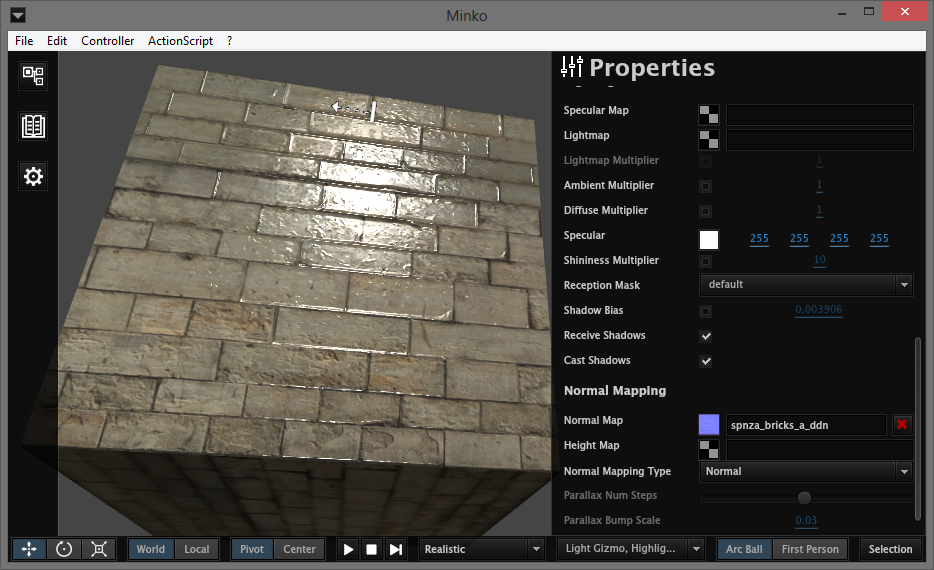 Minko
File Edit Controller ActionScript ?
Properties
Specular Map
Lightmap
Lightmap Multiplier 1
Ambient Multiplier 1
Diffuse Multiplier 1
Specular 255 255 255 255
Shininess Multiplier 10
Reception Mask default
Shadow Bias 0.003906
Receive Shadows
Cast Shadows
Normal Mapping
Normal Map spnza_bricks_a_ddn
Height Map
Normal Mapping Type Normal
Parallax Num Steps
Parallax Bump Scale 0.03
World Local Pivot Center Realistic Light Gizmo, Highlig... Arc Ball First Person Selection